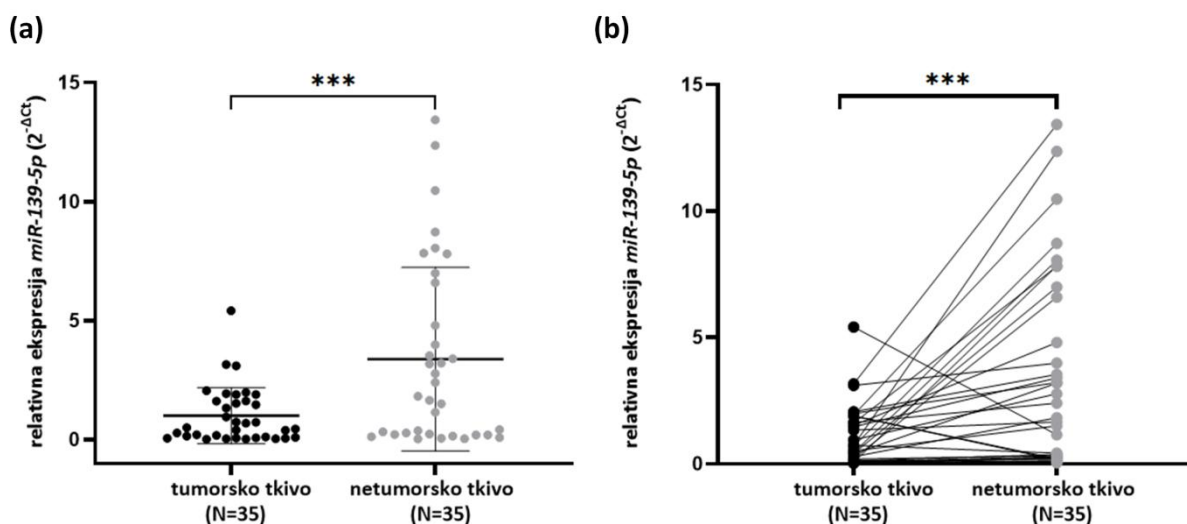 (a)
relativna ekspresija miR-139-5p (2^-ΔCt)
15
10
5
0
***
tumorsko tkivo
(N=35)
netumorsko tkivo
(N=35)
(b)
relativna ekspresija miR-139-5p (2^-ΔCt)
15
10
5
0
***
tumorsko tkivo
(N=35)
netumorsko tkivo
(N=35)